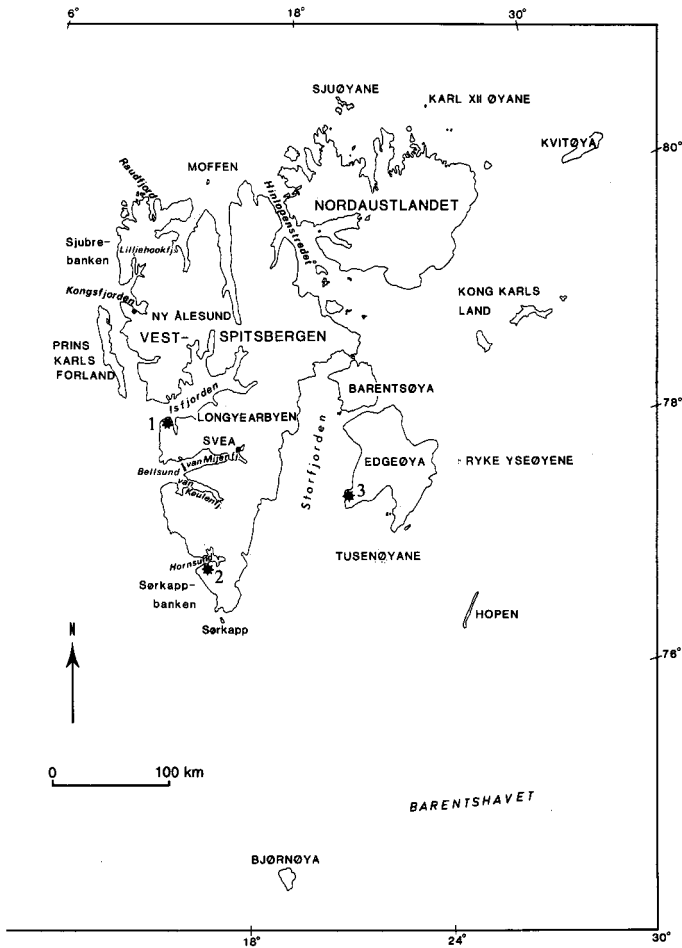 6° 18° 30°
SJUØYANE
KARL XII ØYANE
KVITØYA
80°
MOFFEN
Raudfjord
Hinlopenstredet
NORDAUSTLANDET
Sjubre-
banken
Lilliehookfj.
Kongsfjorden
NY ÅLESUND
KONG KARLS
LAND
VEST- SPITSBERGEN
PRINS
KARLS
FORLAND
BARENTSØYA
78°
Isfjorden
1
LONGYEARBYEN
Storfjorden
SVEA
EDGEØYA
RYKE YSEØYENE
van Mijenfj.
Bellsund
van
Keulenfj.
3
TUSENØYANE
Hornsund
2
Sørkapp-
banken
HOPEN
Sørkapp
N
76°
0 100 km
BARENTSHAVET
BJØRNØYA
18° 24° 30°